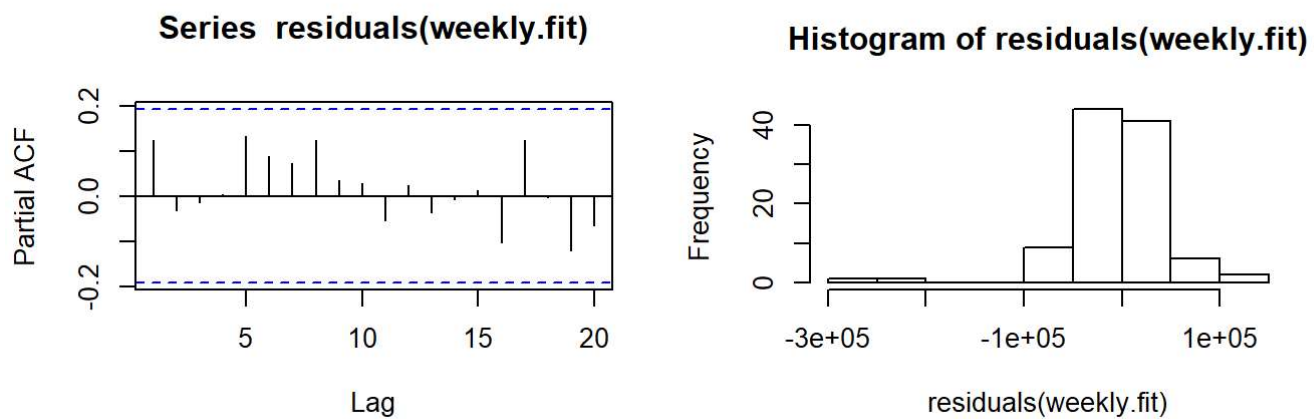 Series residuals(weekly.fit)
Partial ACF
0.2
0.0
-0.2
5
10
15
20
Lag
Histogram of residuals(weekly.fit)
Frequency
40
20
0
-3e+05
-1e+05
1e+05
residuals(weekly.fit)